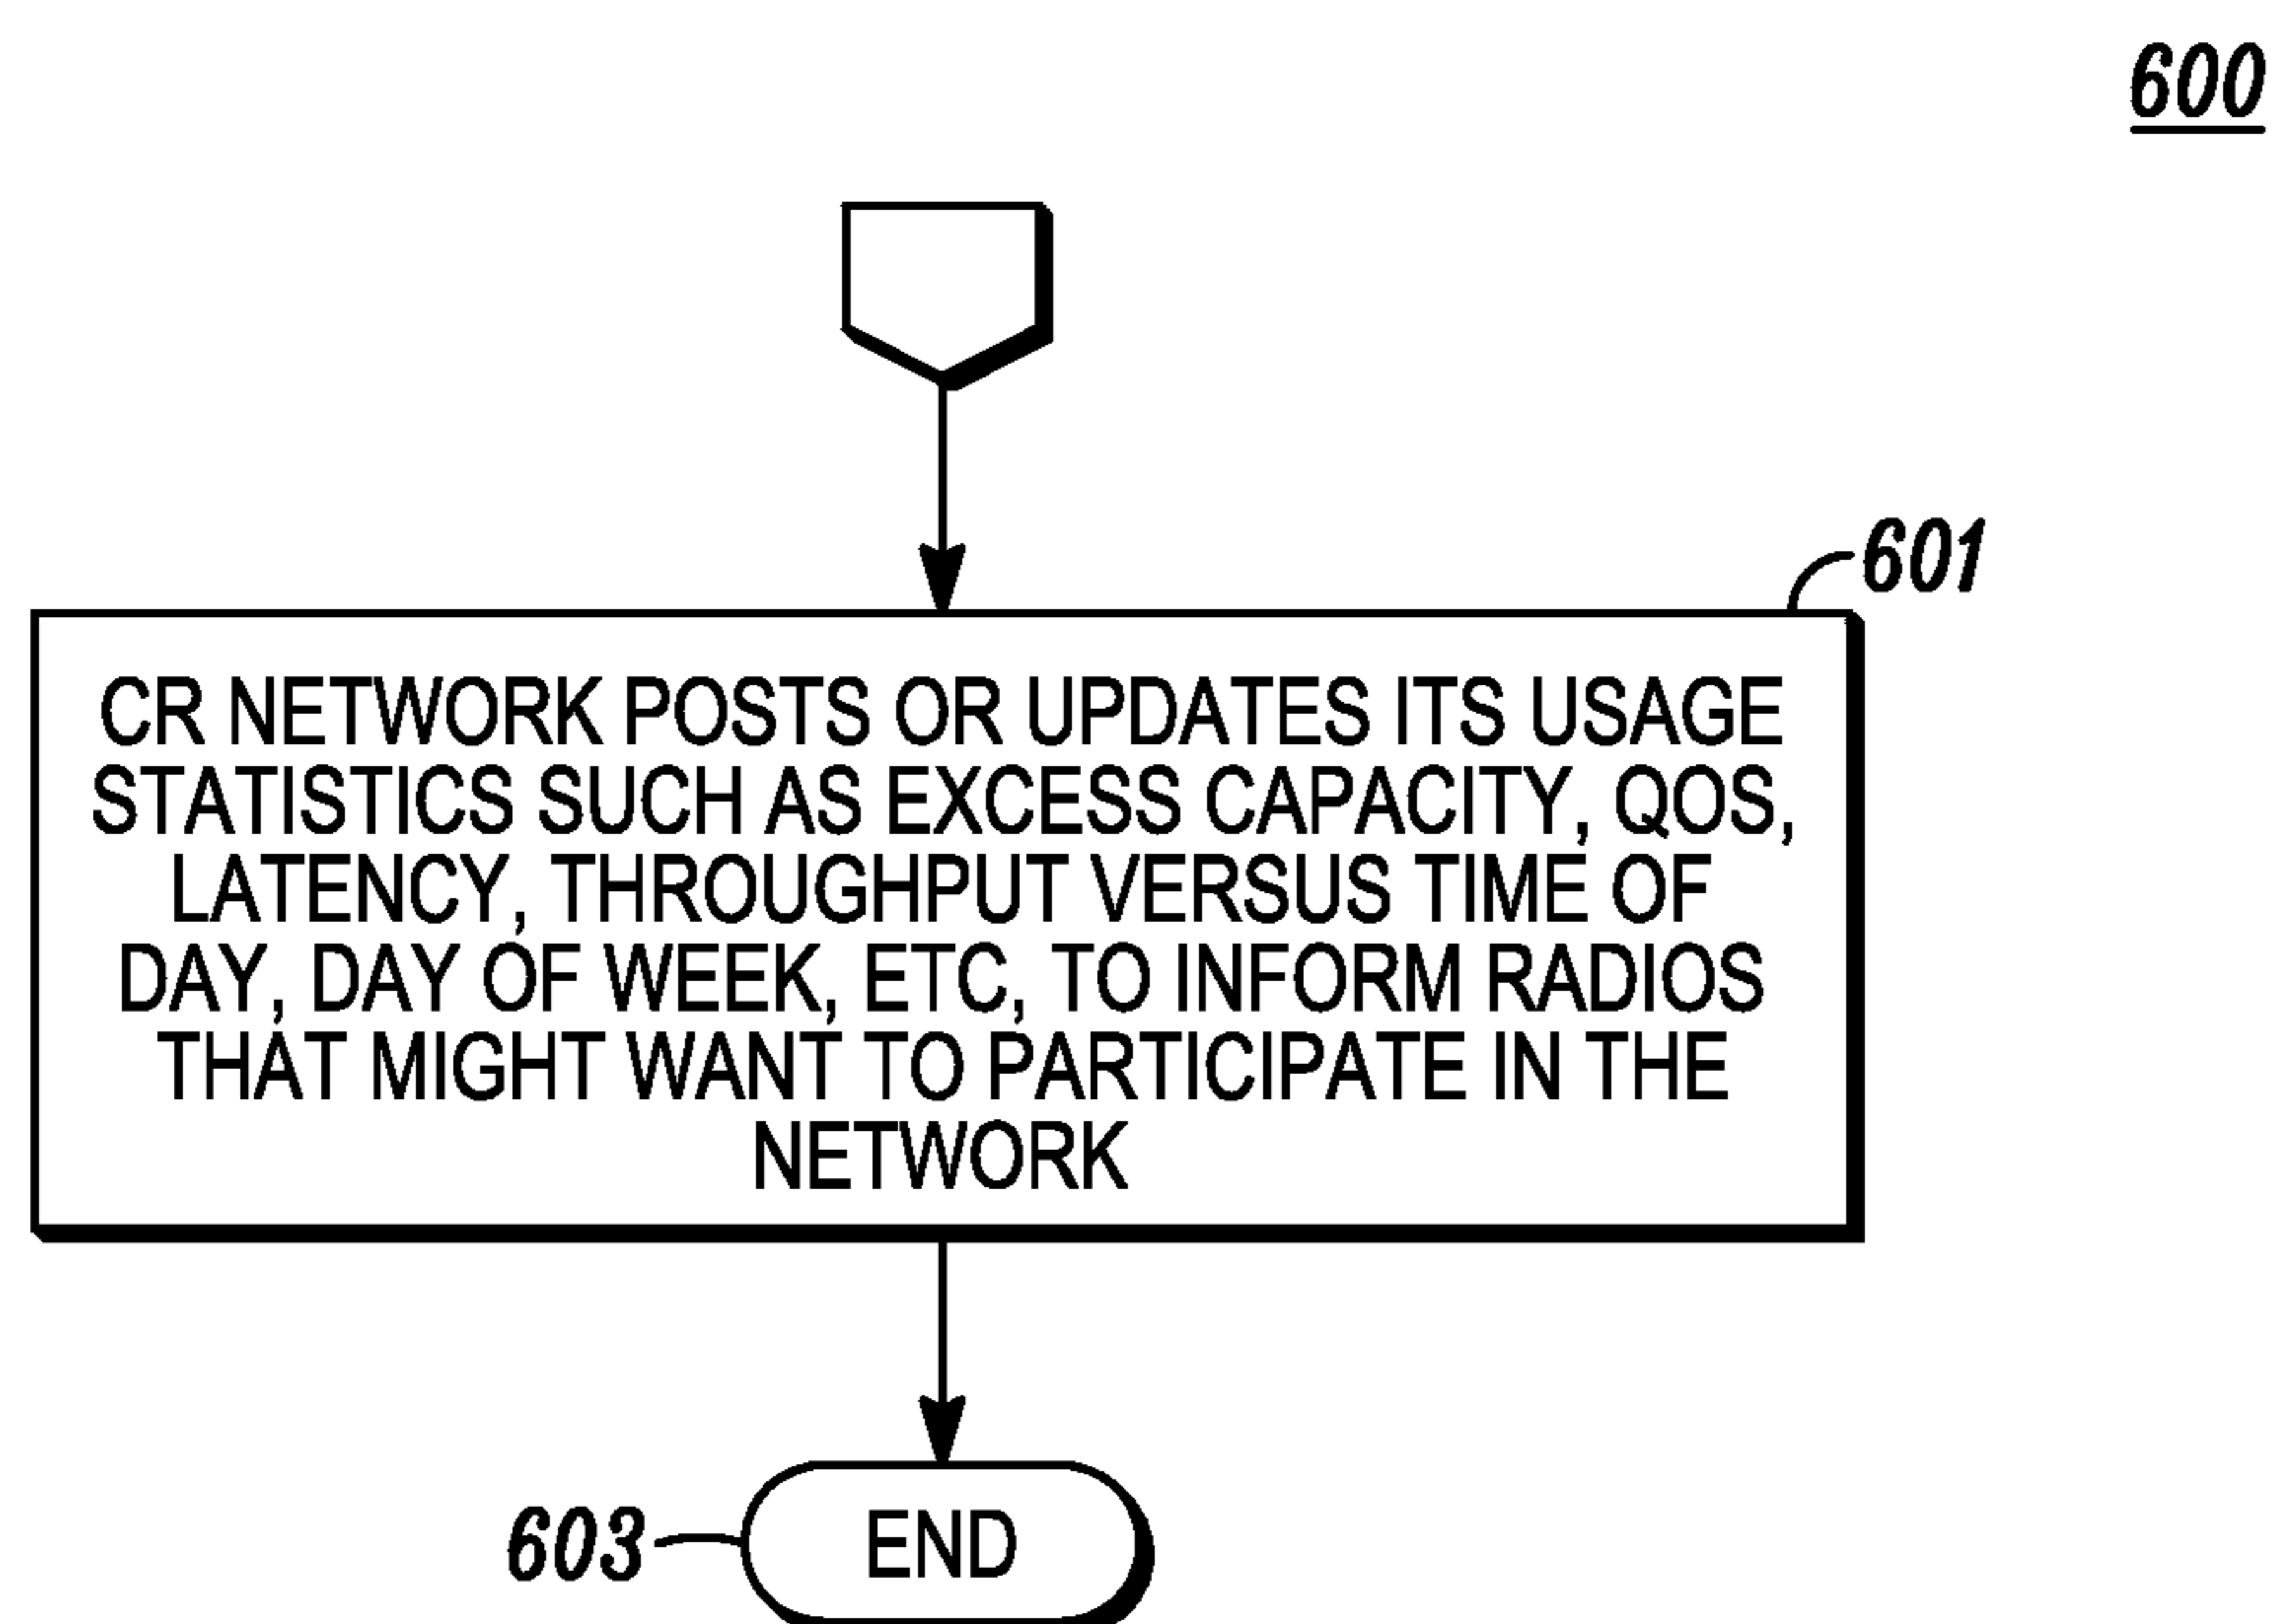 600
601
CR NETWORK POSTS OR UPDATES ITS USAGE
STATISTICS SUCH AS EXCESS CAPACITY, QOS,
LATENCY, THROUGHPUT VERSUS TIME OF
DAY, DAY OF WEEK, ETC, TO INFORM RADIOS
THAT MIGHT WANT TO PARTICIPATE IN THE
NETWORK
603
END